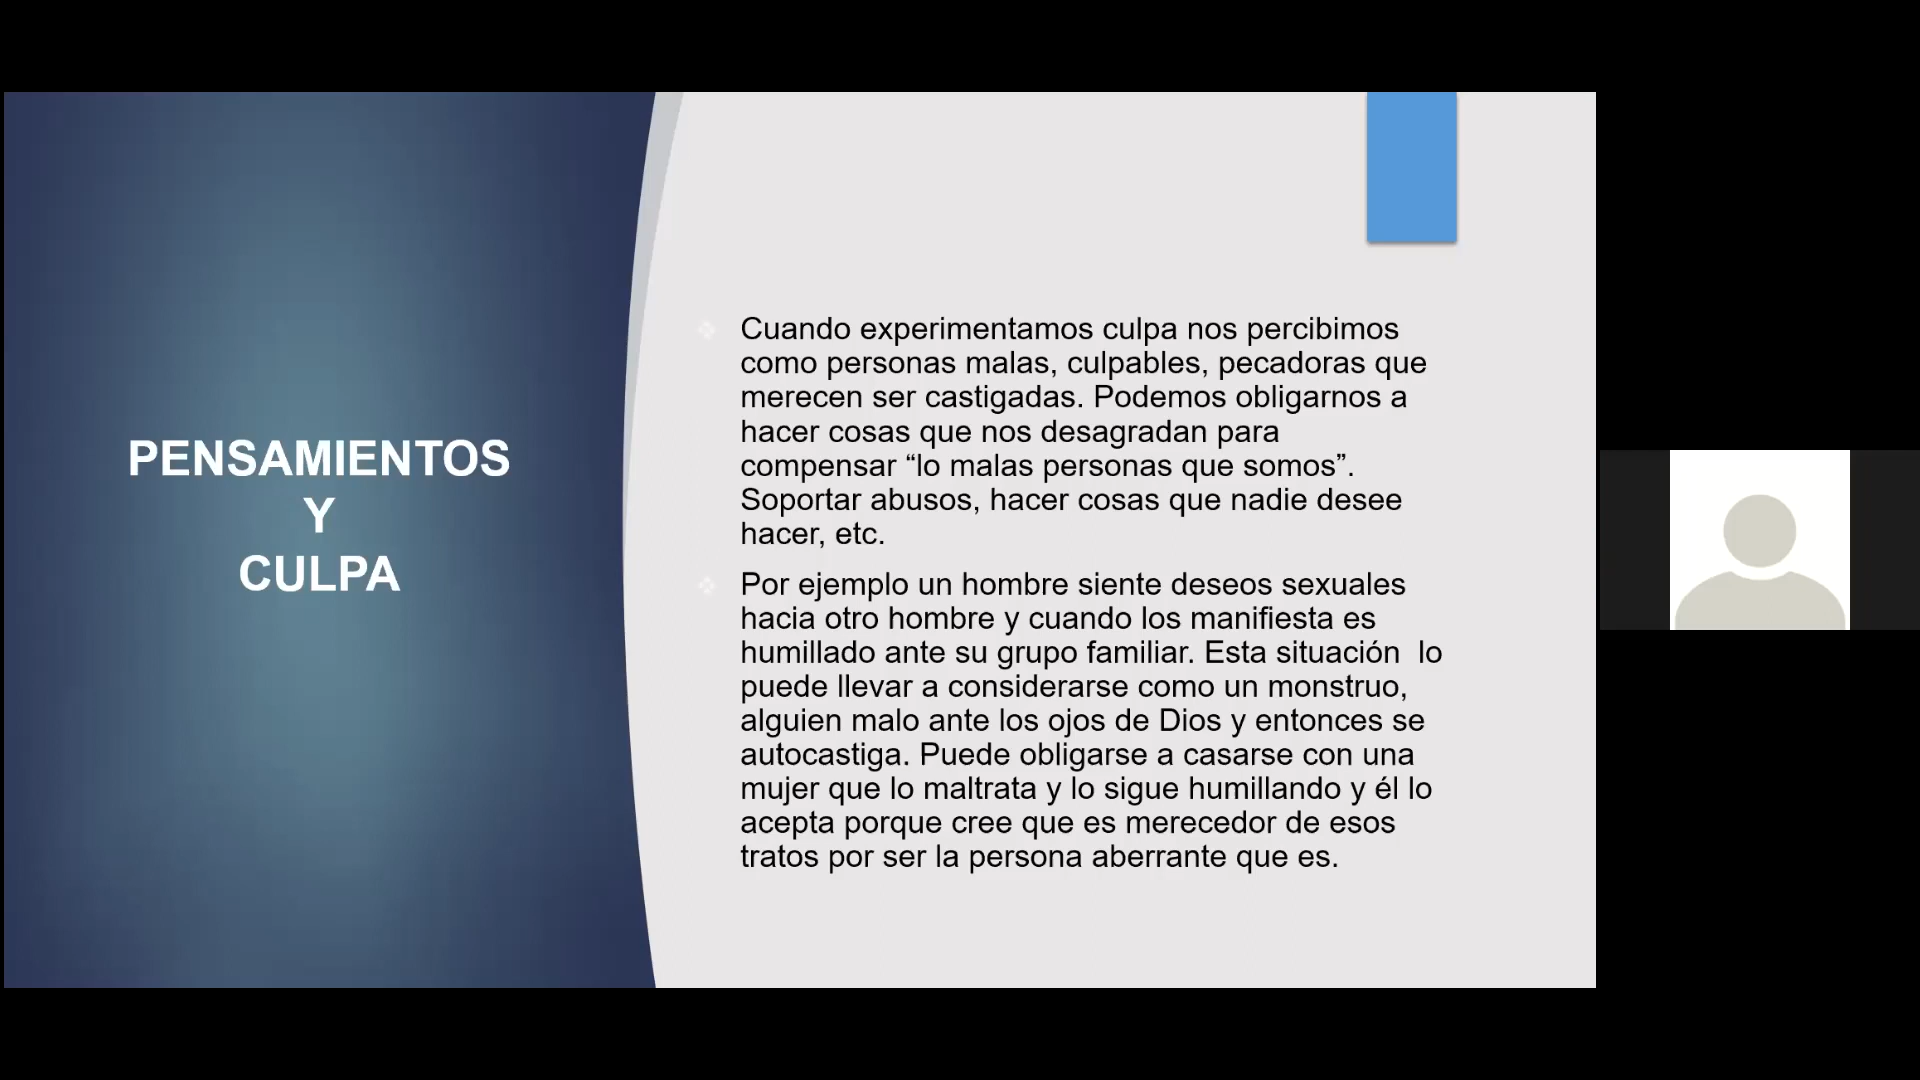 PENSAMIENTOS
Y
CULPA
Cuando experimentamos culpa nos percibimos
como personas malas, culpables, pecadoras que
merecen ser castigadas. Podemos obligarnos a
hacer cosas que nos desagradan para
compensar “lo malas personas que somos”.
Soportar abusos, hacer cosas que nadie desee
hacer, etc.
Por ejemplo un hombre siente deseos sexuales
hacia otro hombre y cuando los manifiesta es
humillado ante su grupo familiar. Esta situación lo
puede llevar a considerarse como un monstruo,
alguien malo ante los ojos de Dios y entonces se
autocastiga. Puede obligarse a casarse con una
mujer que lo maltrata y lo sigue humillando y él lo
acepta porque cree que es merecedor de esos
tratos por ser la persona aberrante que es.